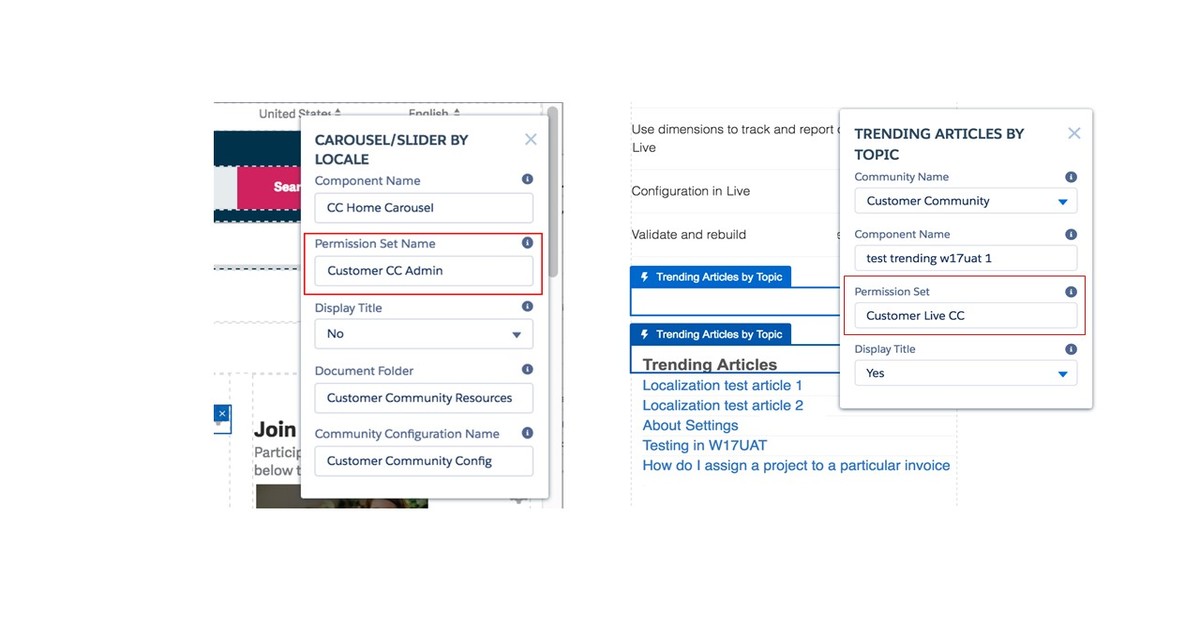 United States
English
Sear
CAROUSEL/SLIDER BY
LOCALE
Component Name
CC Home Carousel
Permission Set Name
Customer CC Admin
Display Title
No
Document Folder
Customer Community Resources
Community Configuration Name
Customer Community Config
Join
Particip
below t
Use dimensions to track and report
Live
Configuration in Live
Validate and rebuild
Trending Articles by Topic
Trending Articles by Topic
Trending Articles
Localization test article 1
Localization test article 2
About Settings
Testing in W17UAT
How do I assign a project to a particular invoice
TRENDING ARTICLES BY
TOPIC
Community Name
Customer Community
Component Name
test trending w17uat 1
Permission Set
Customer Live CC
Display Title
Yes